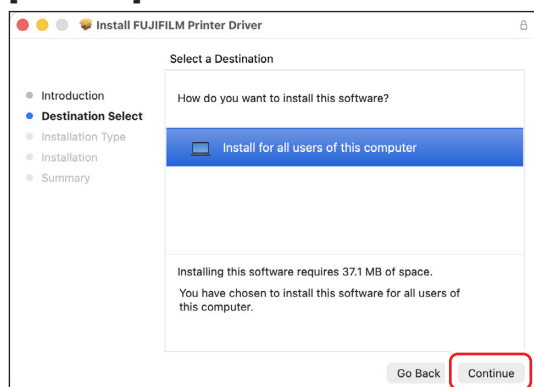 Install FUJIFILM Printer Driver
Select a Destination
Introduction
Destination Select
Installation Type
Installation
Summary
How do you want to install this software?
Install for all users of this computer
Installing this software requires 37.1 MB of space.
You have chosen to install this software for all users of
this computer.
Go Back
Continue